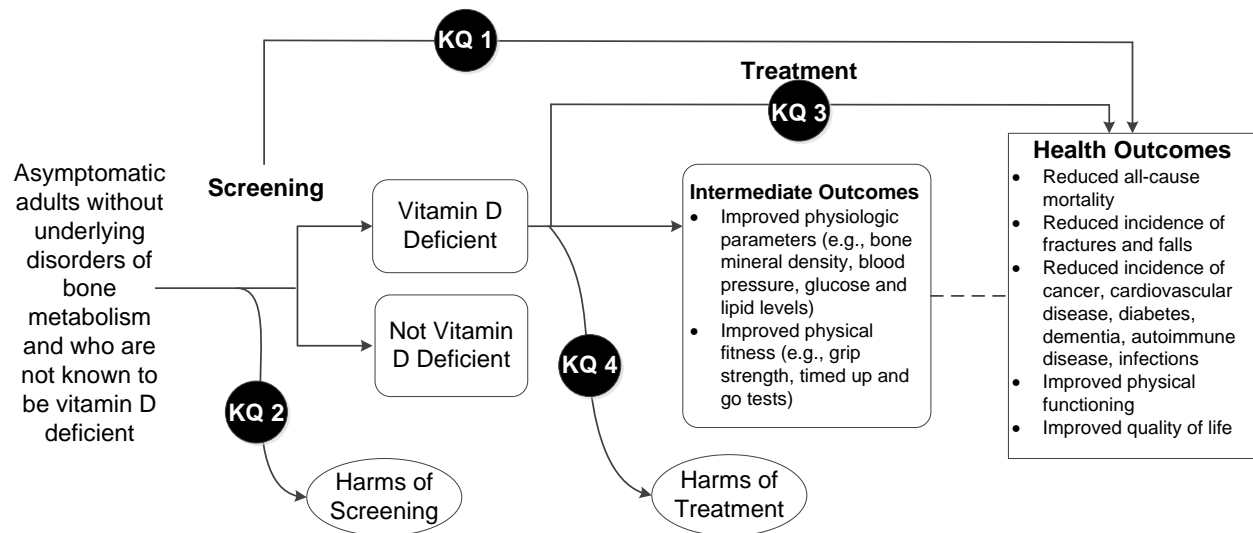 KQ 1
Treatment
KQ 3
Asymptomatic
adults without
underlying
disorders of
bone
metabolism
and who are
not known to
be vitamin D
deficient
Screening
Vitamin D
Deficient
Not Vitamin
D Deficient
KQ 2
Harms of
Screening
KQ 4
Harms of
Treatment
Intermediate Outcomes
• Improved physiologic
parameters (e.g., bone
mineral density, blood
pressure, glucose and
lipid levels)
• Improved physical
fitness (e.g., grip
strength, timed up and
go tests)
Health Outcomes
• Reduced all-cause
mortality
• Reduced incidence of
fractures and falls
• Reduced incidence of
cancer, cardiovascular
disease, diabetes,
dementia, autoimmune
disease, infections
• Improved physical
functioning
• Improved quality of life